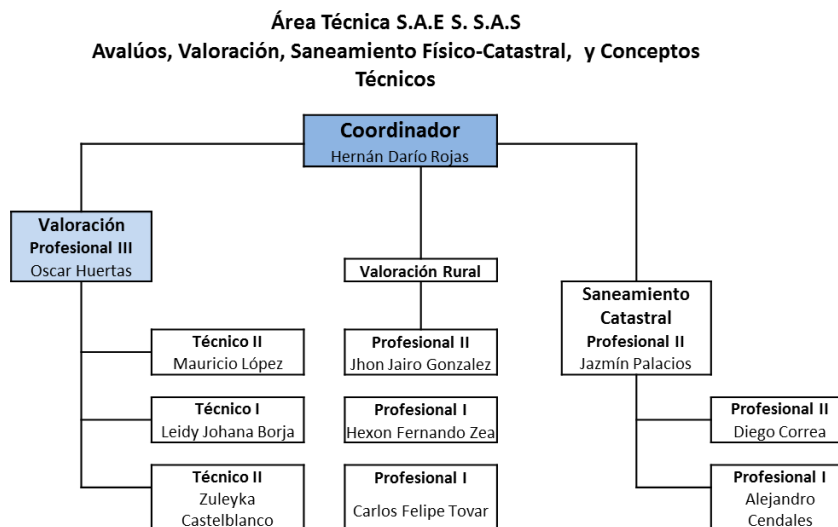 Área Técnica S.A.E S. S.A.S
Avalúos, Valoración, Saneamiento Físico-Catastral,  y Conceptos
Técnicos
Coordinador
Hernán Darío Rojas
Valoración
Profesional III
Oscar Huertas
Valoración Rural
Saneamiento
Catastral
Profesional II
Jazmín Palacios
Técnico II
Mauricio López
Profesional II
Jhon Jairo Gonzalez
Técnico I
Leidy Johana Borja
Profesional I
Hexon Fernando Zea
Profesional II
Diego Correa
Técnico II
Zuleyka
Castelblanco
Profesional I
Carlos Felipe Tovar
Profesional I
Alejandro
Cendales